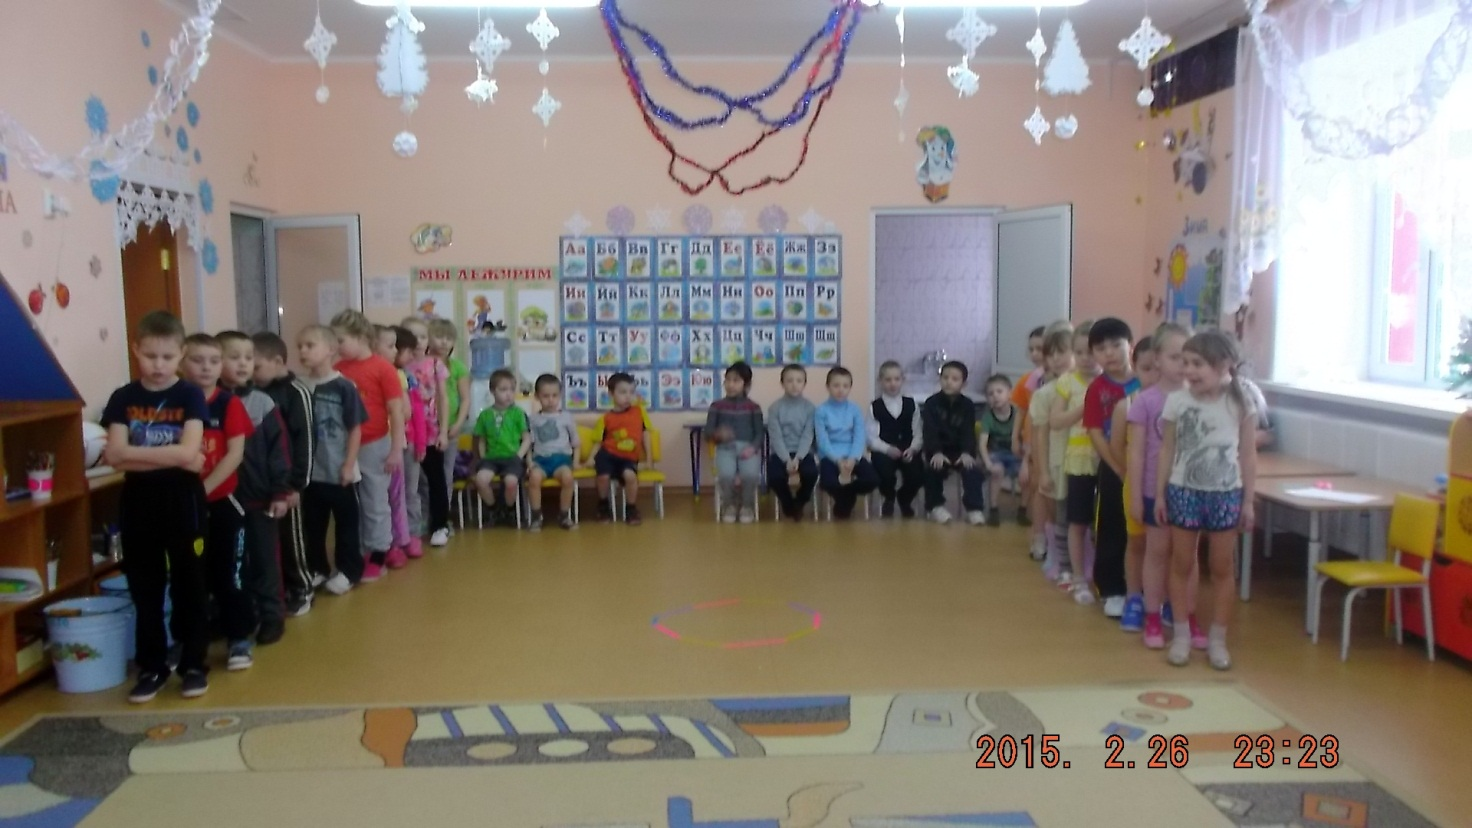 МЫ ДЕЖУРИМ
Аа Бб Вв Гг Дд Ее Ёё Жж Зз
Ии Йй Кк Лл Мм Нн Оо Пп Рр
Сс Тт Уу Фф Хх Цц Чч Шш Щщ
Ъъ Ээ Юю
Зима
2015. 2.26 23:23